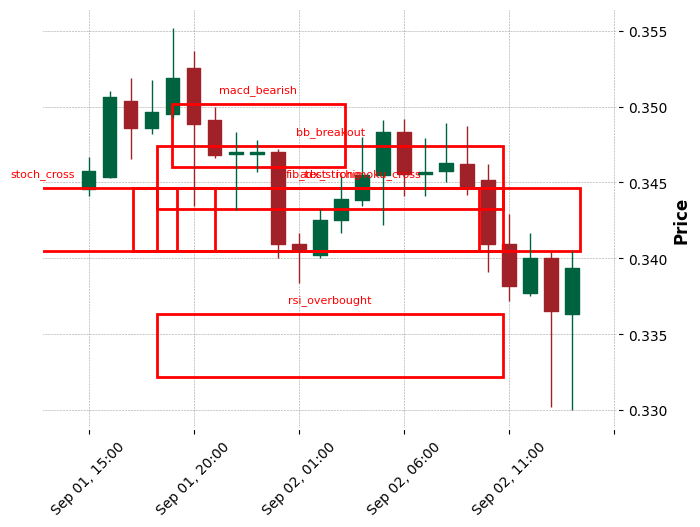 0.355
0.350
0.345
0.340
0.335
0.330
Price
macd_bearish
bb_breakout
stoch_cross
rsi_overbought
Sep 01, 15:00
Sep 01, 20:00
Sep 02, 01:00
Sep 02, 06:00
Sep 02, 11:00